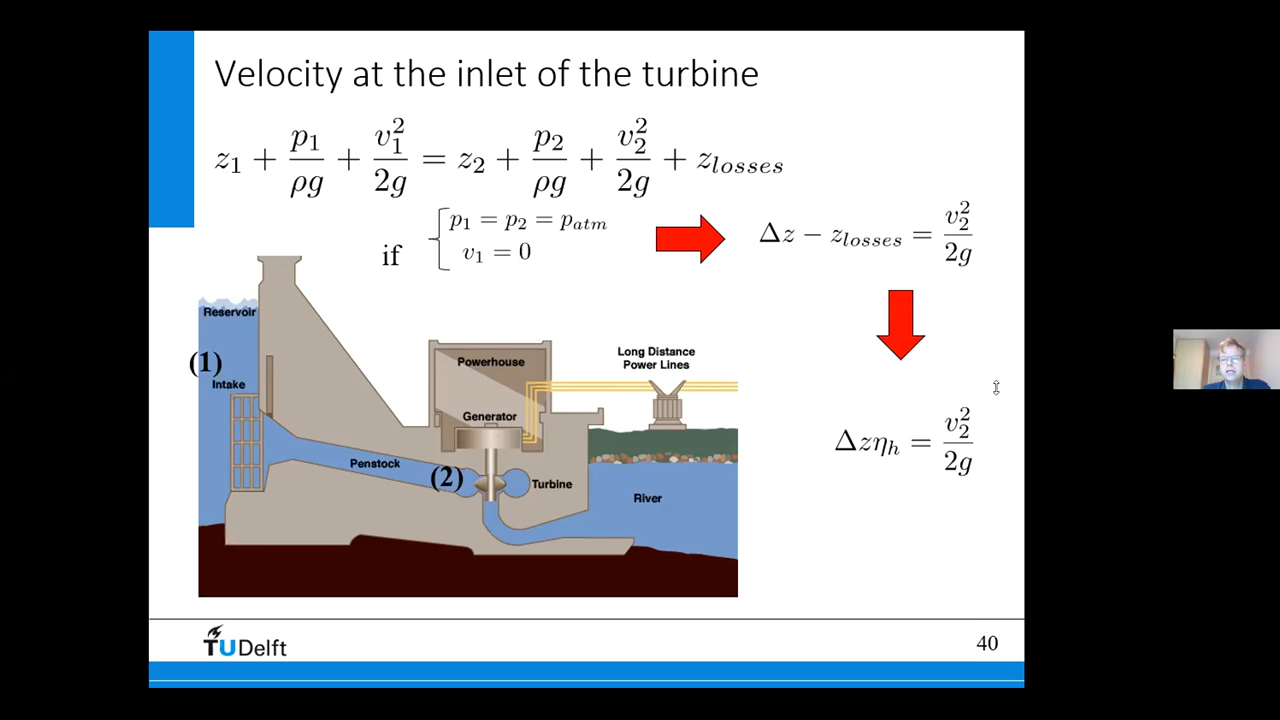 Velocity at the inlet of the turbine
z₁ + p₁/ρg + v₁²/2g = z₂ + p₂/ρg + v₂²/2g + z_losses
if { p₁ = p₂ = p_atm
v₁ = 0
Δz − z_losses = v₂²/2g
Δzη_h = v₂²/2g
Reservoir
(1)
Intake
Penstock
(2)
Powerhouse
Generator
Turbine
Long Distance
Power Lines
River
TUDelft
40